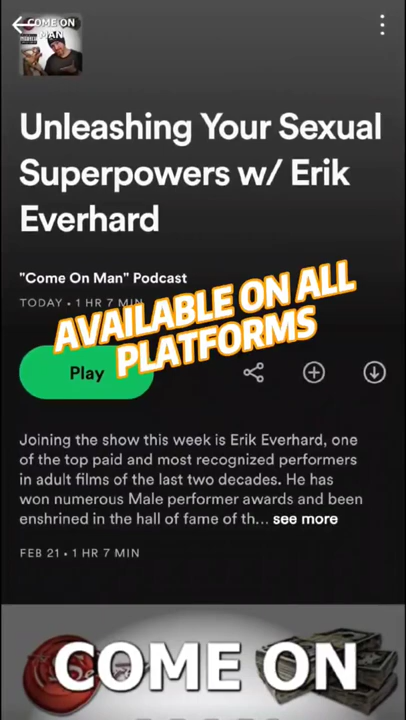 COME ON
MAN
Unleashing Your Sexual
Superpowers w/ Erik
Everhard
"Come On Man" Podcast
TODAY • 1 HR 7 MIN
AVAILABLE ON ALL
PLATFORMS
Play
Joining the show this week is Erik Everhard, one
of the top paid and most recognized performers
in adult films of the last two decades. He has
won numerous Male performer awards and been
enshrined in the hall of fame of th... see more
FEB 21 • 1 HR 7 MIN
COME ON